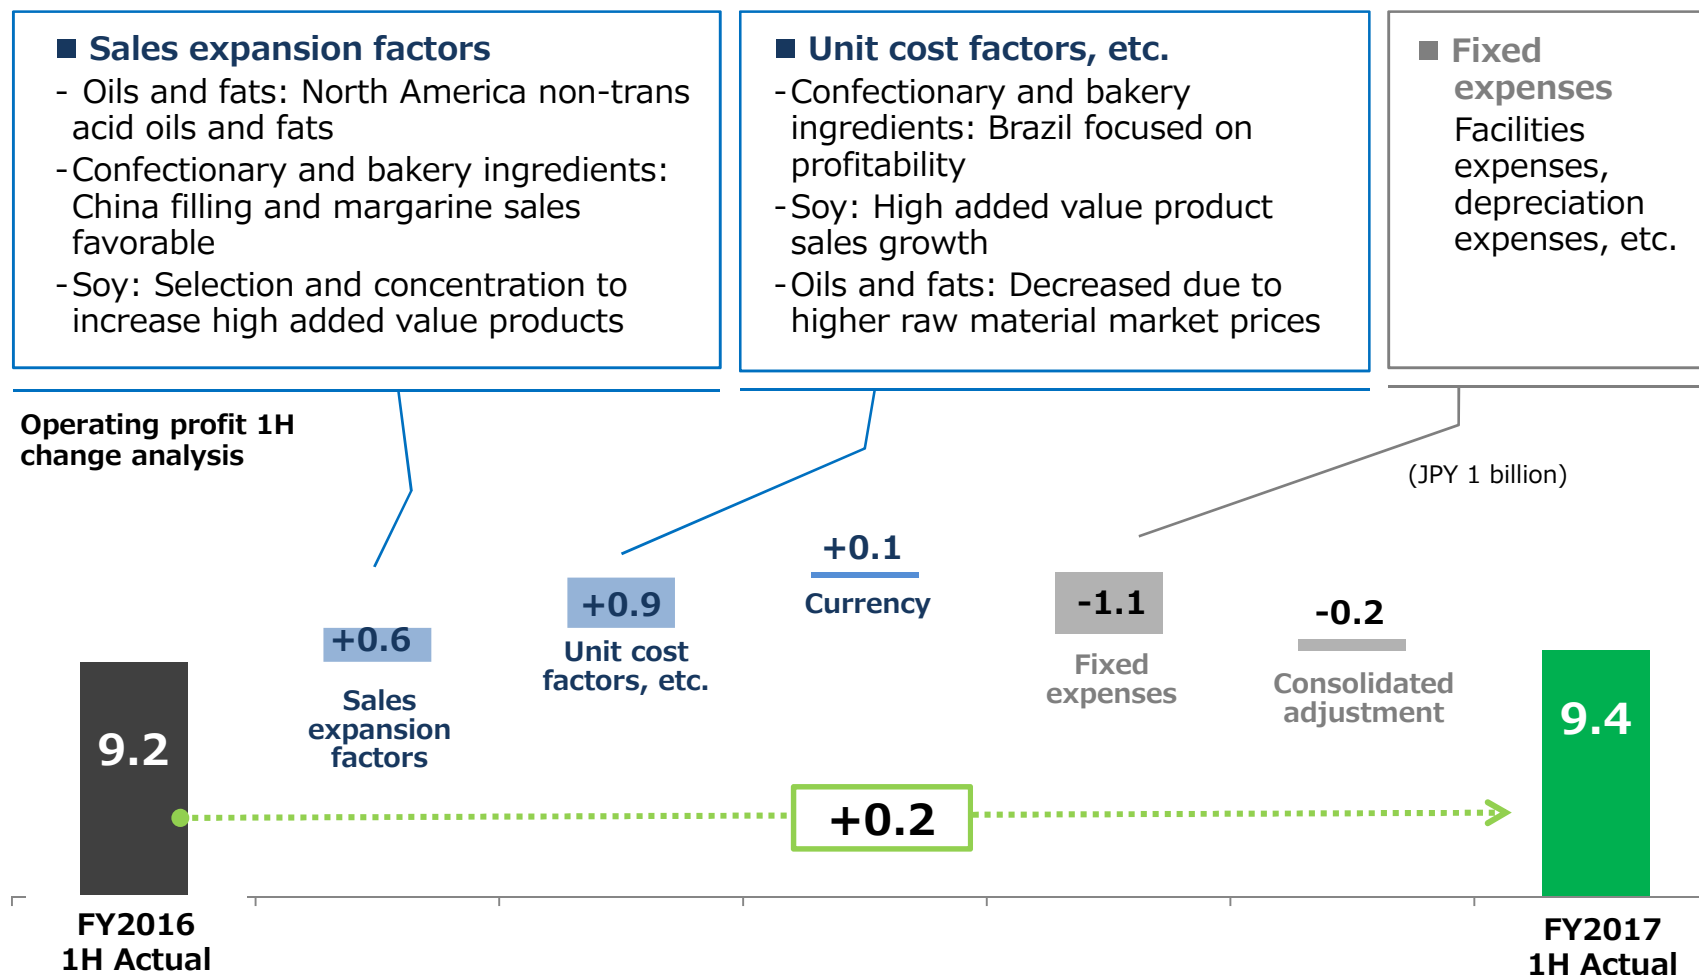 ■ Sales expansion factors
- Oils and fats: North America non-trans
acid oils and fats
-Confectionary and bakery ingredients:
China filling and margarine sales
favorable
-Soy: Selection and concentration to
increase high added value products
■ Unit cost factors, etc.
-Confectionary and bakery
ingredients: Brazil focused on
profitability
-Soy: High added value product
sales growth
-Oils and fats: Decreased due to
higher raw material market prices
■ Fixed
expenses
Facilities
expenses,
depreciation
expenses, etc.
Operating profit 1H
change analysis
(JPY 1 billion)
9.2
+0.6
Sales
expansion
factors
+0.9
Unit cost
factors, etc.
+0.1
Currency
-1.1
Fixed
expenses
-0.2
Consolidated
adjustment
9.4
+0.2
FY2016
1H Actual
FY2017
1H Actual